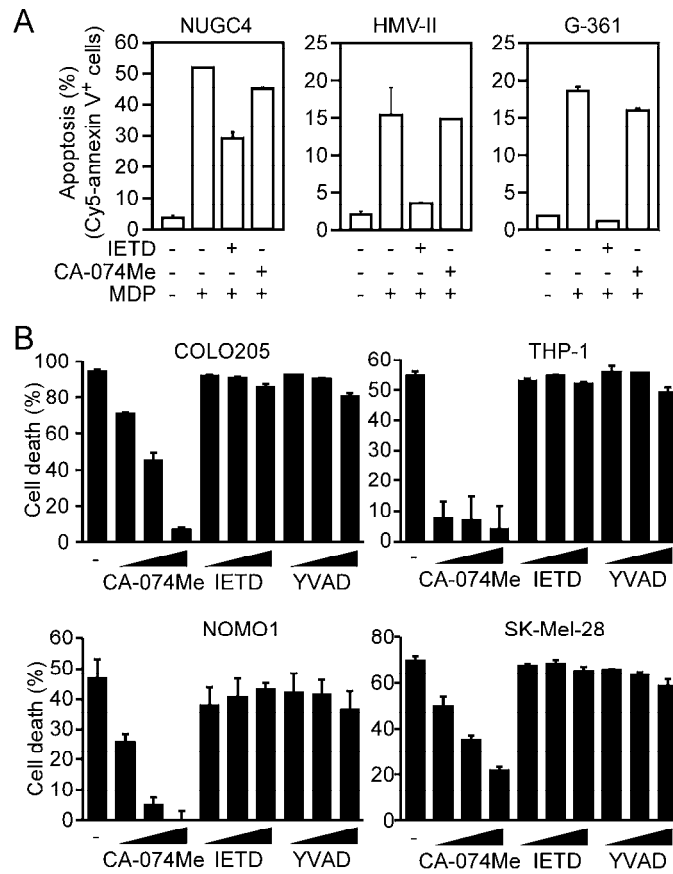 A
NUGC4
HMV-II
G-361
Apoptosis (%)
(Cy5-annexin V+ cells)
60
50
40
30
20
10
0
25
20
15
10
5
0
25
20
15
10
5
0
IETD - - + - - - + - - - + -
CA-074Me - - - + - - - + - - - +
MDP - + + + - + + + - + + +
B
COLO205
THP-1
Cell death (%)
100
80
60
40
20
0
60
50
40
30
20
10
0
- CA-074Me IETD YVAD
- CA-074Me IETD YVAD
NOMO1
SK-Mel-28
Cell death (%)
60
50
40
30
20
10
0
80
60
40
20
0
- CA-074Me IETD YVAD
- CA-074Me IETD YVAD